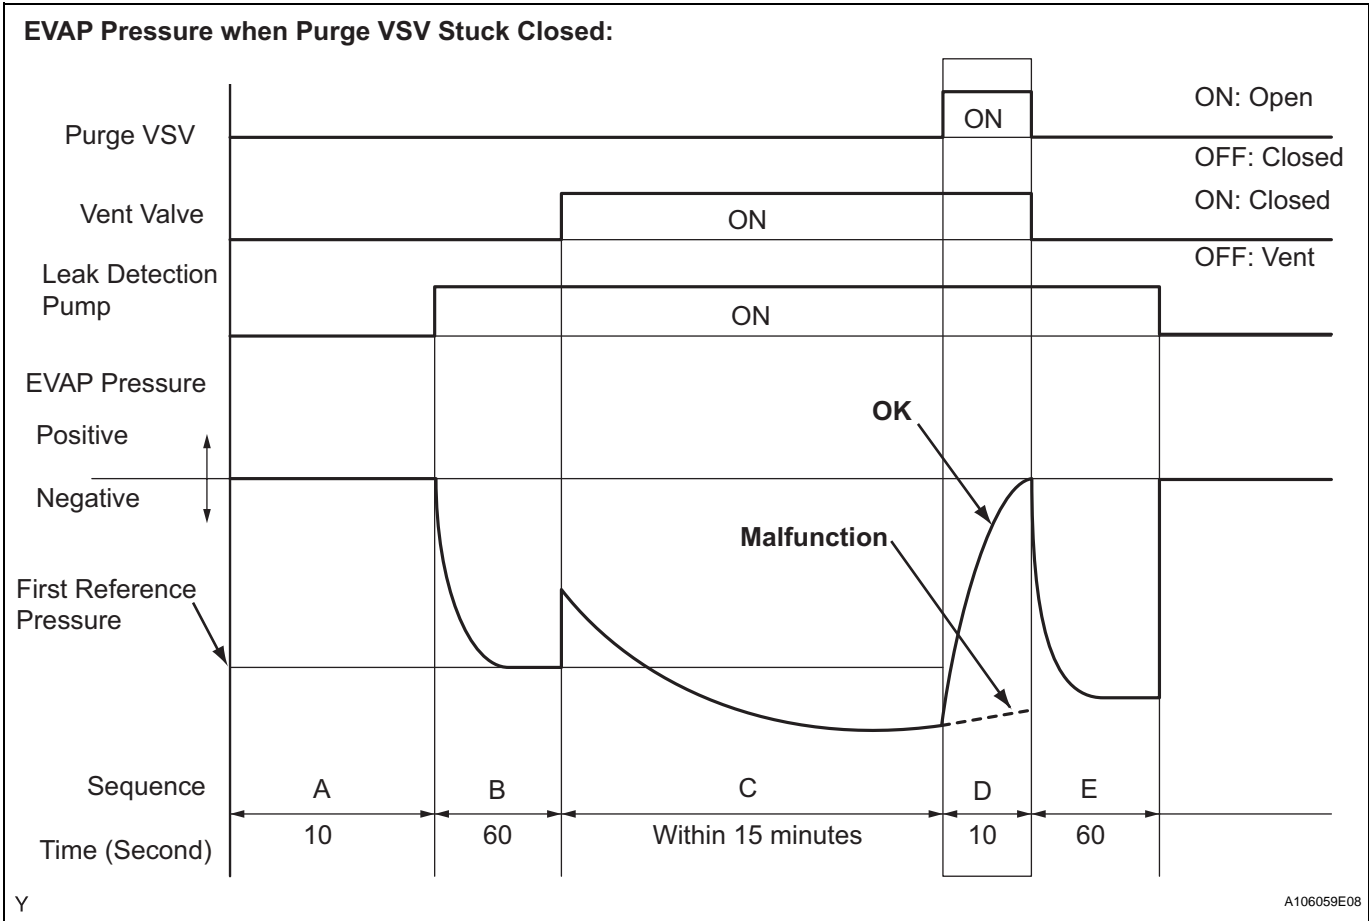 EVAP Pressure when Purge VSV Stuck Closed:
Purge VSV
ON
ON: Open
OFF: Closed
Vent Valve
ON
ON: Closed
OFF: Vent
Leak Detection
Pump
ON
EVAP Pressure
Positive
Negative
OK
Malfunction
First Reference
Pressure
Sequence A B C D E
Time (Second) 10 60 Within 15 minutes 10 60
Y
A106059E08